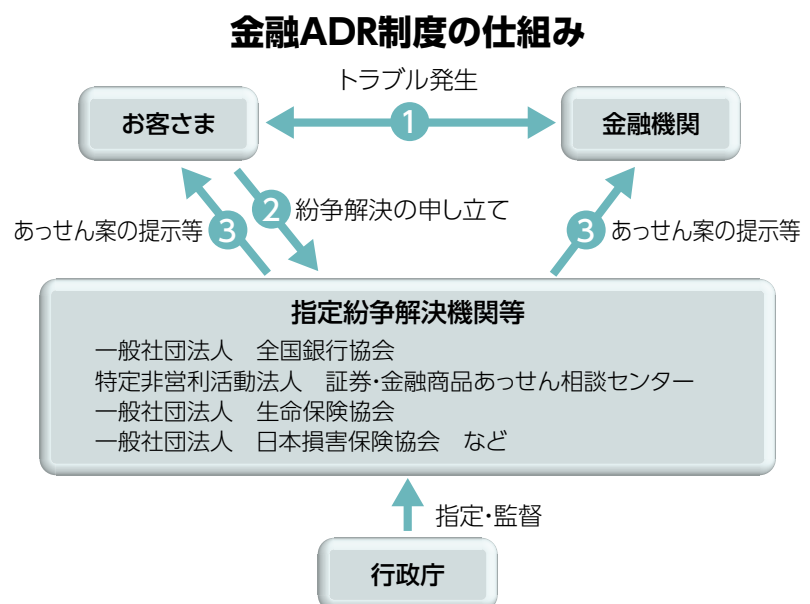 金融ADR制度の仕組み
トラブル発生
お客さま
1
金融機関
2 紛争解決の申し立て
あっせん案の提示等 3
3 あっせん案の提示等
指定紛争解決機関等
一般社団法人　全国銀行協会
特定非営利活動法人　証券・金融商品あっせん相談センター
一般社団法人　生命保険協会
一般社団法人　日本損害保険協会　など
指定・監督
行政庁